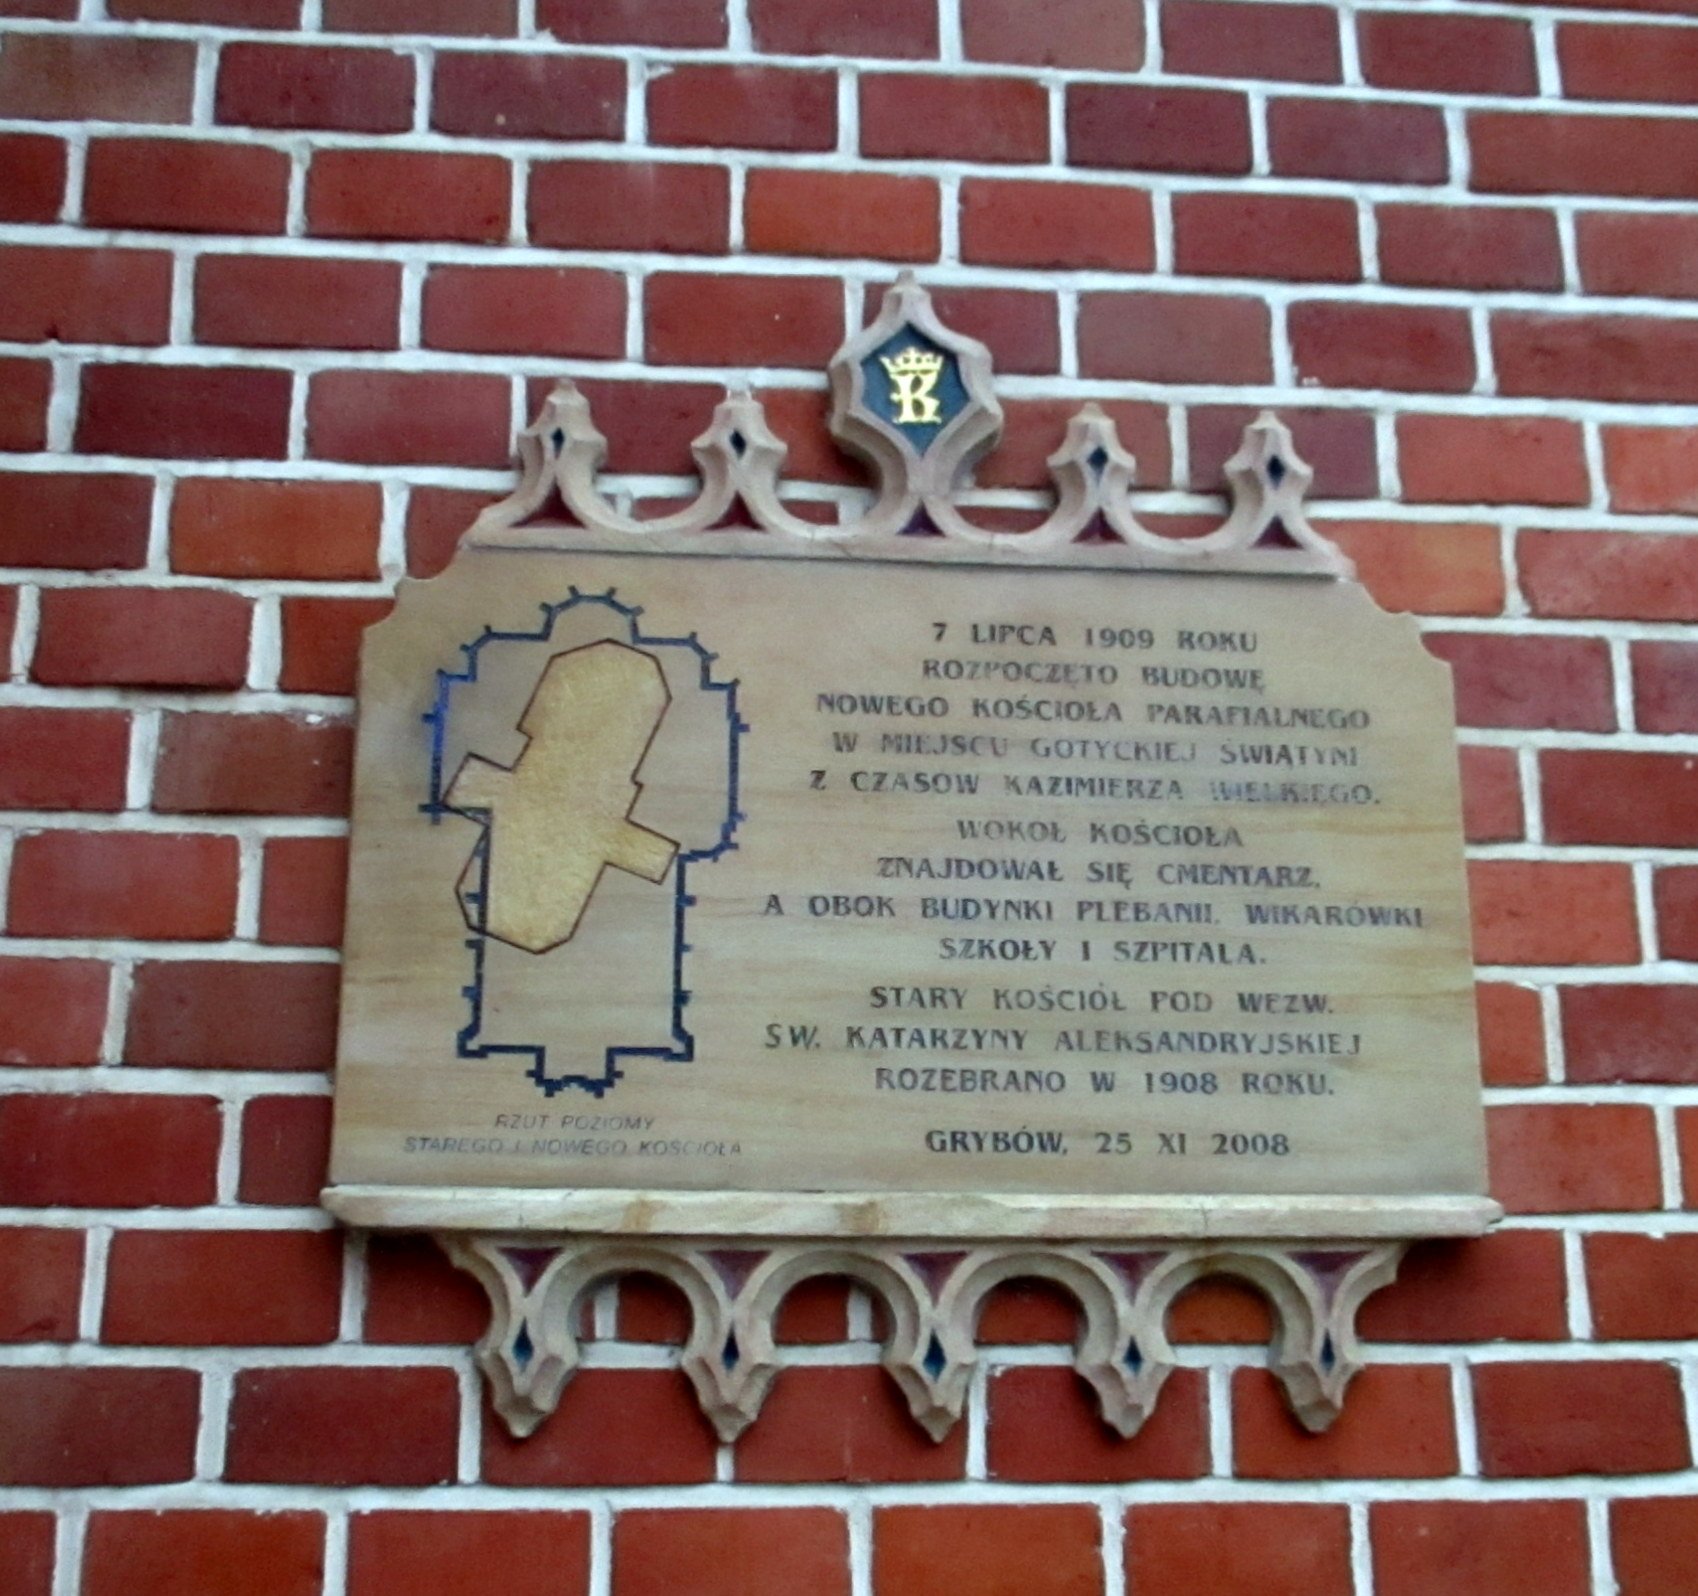 K
7 LIPCA 1909 ROKU
ROZPOCZĘTO BUDOWĘ
NOWEGO KOŚCIOŁA PARAFIALNEGO
W MIEJSCU GOTYCKIEJ ŚWIĄTYNI
Z CZASÓW KAZIMIERZA WIELKIEGO.
WOKÓŁ KOŚCIOŁA
ZNAJDOWAŁ SIĘ CMENTARZ,
A OBOK BUDYNKI PLEBANII, WIKARÓWKI
SZKOŁY I SZPITALA.
STARY KOŚCIÓŁ POD WEZW.
ŚW. KATARZYNY ALEKSANDRYJSKIEJ
ROZEBRANO W 1908 ROKU.
GRYBÓW, 25 XI 2008
RZUT POZIOMY
STAREGO I NOWEGO KOŚCIOŁA